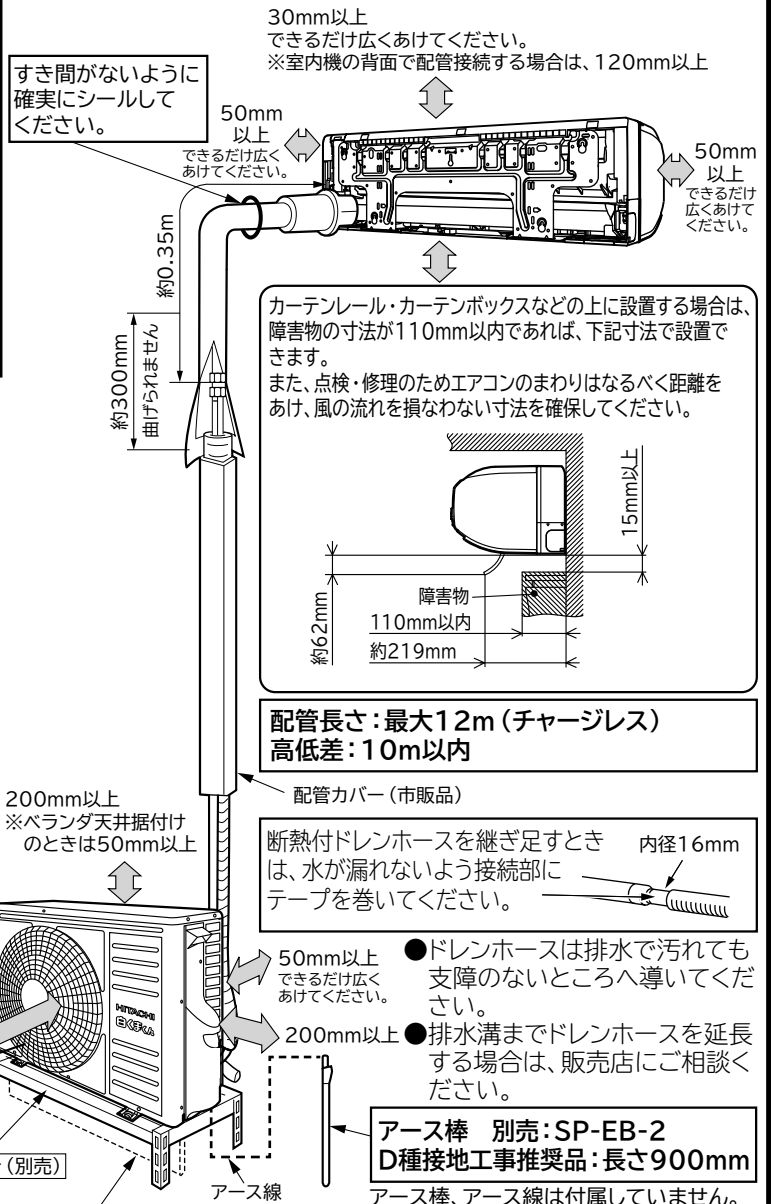 30mm以上
できるだけ広くあけてください。
※室内機の背面で配管接続する場合は、120mm以上
すき間がないように
確実にシールして
ください。
50mm
以上
できるだけ広く
あけてください。
50mm
以上
できるだけ
広くあけて
ください。
約0.35m
約300mm
曲げられません
カーテンレール・カーテンボックスなどの上に設置する場合は、
障害物の寸法が110mm以内であれば、下記寸法で設置で
きます。
また、点検・修理のためエアコンのまわりはなるべく距離を
あけ、風の流れを損なわない寸法を確保してください。
15mm以上
障害物
110mm以内
約219mm
約62mm
配管長さ：最大12m（チャージレス）
高低差：10m以内
配管カバー（市販品）
200mm以上
※ベランダ天井据付け
のときは50mm以上
断熱付ドレンホースを継ぎ足すとき
は、水が漏れないよう接続部に
テープを巻いてください。
内径16mm
50mm以上
できるだけ広く
あけてください。
●ドレンホースは排水で汚れても
支障のないところへ導いてくだ
さい。
200mm以上
●排水溝までドレンホースを延長
する場合は、販売店にご相談く
ださい。
HITACHI
白くまくん
アース棒 別売：SP-EB-2
D種接地工事推奨品：長さ900mm
（別売）
アース線
アース棒、アース線は付属していません。